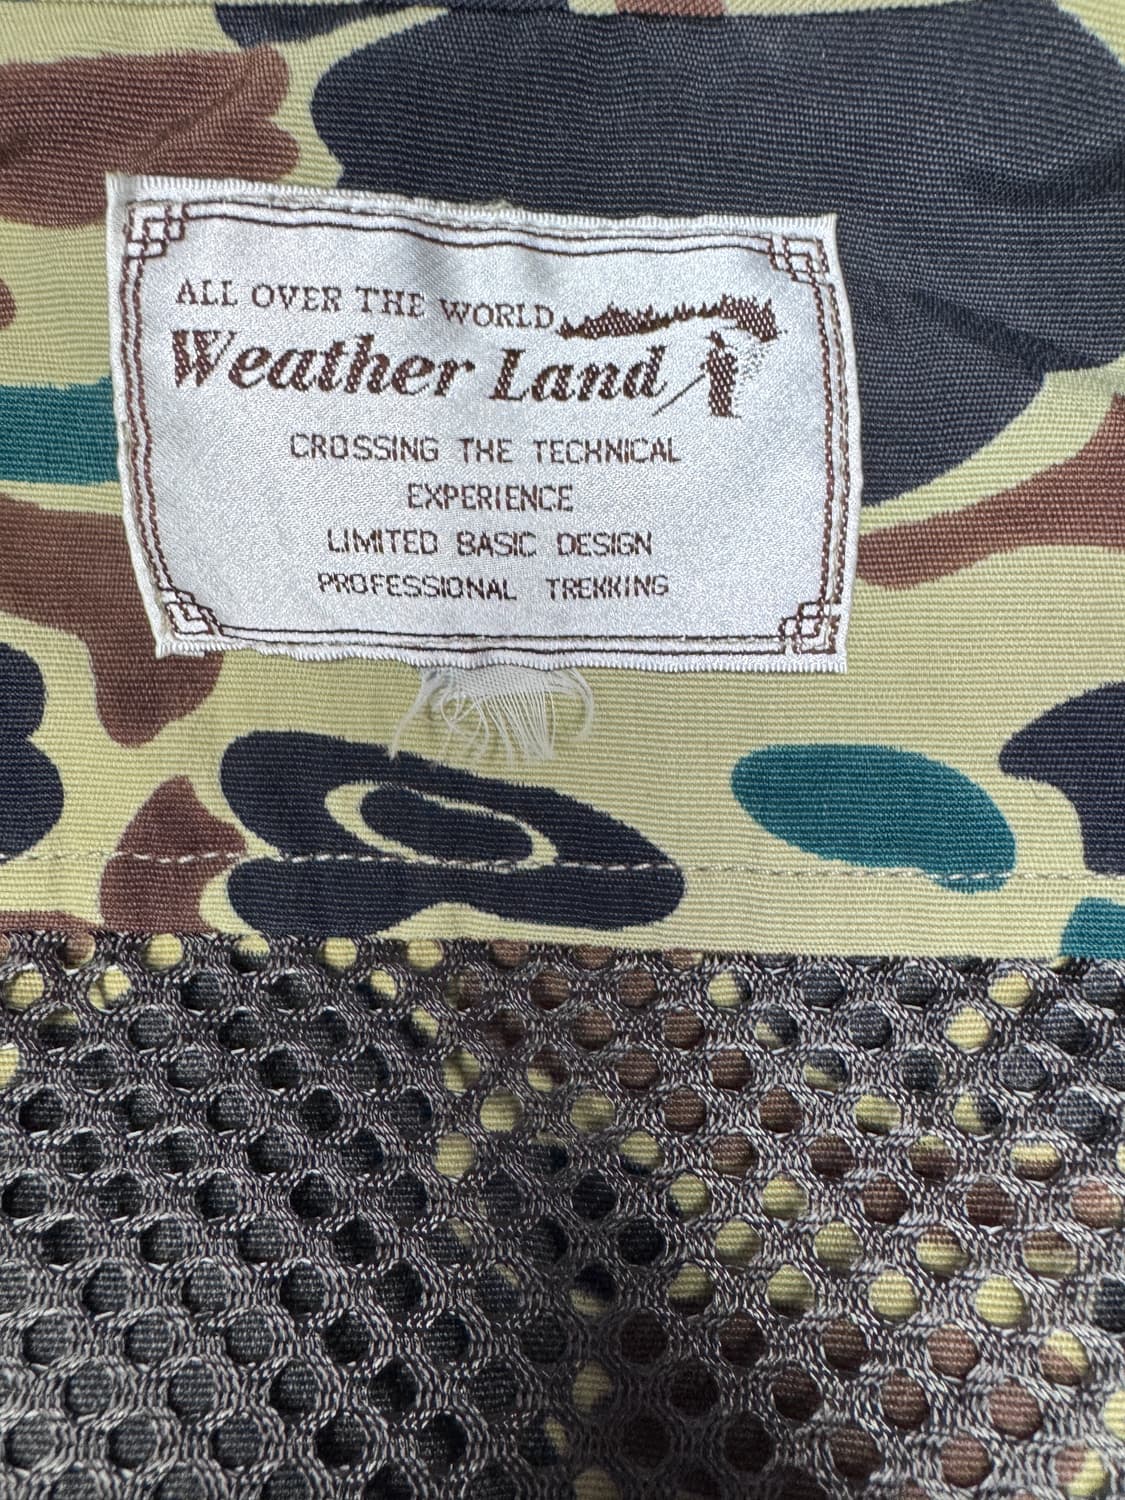 ALL OVER THE WORLD
Weather Land
CROSSING THE TECHNICAL
EXPERIENCE
LIMITED BASIC DESIGN
PROFESSIONAL TREKKING